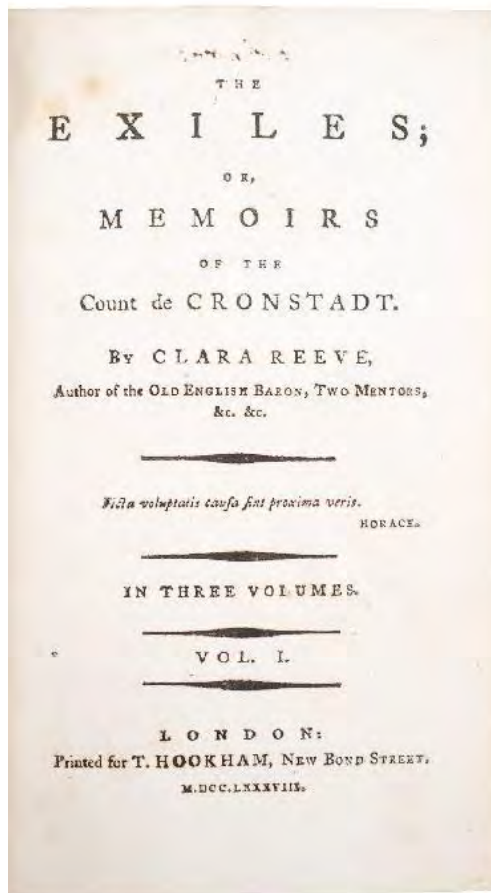 THE
EXILES;
OR,
MEMOIRS
OF THE
Count de CRONSTADT.
BY CLARA REEVE,
Author of the OLD ENGLISH BARON, TWO MENTORS,
&c. &c.
Ficta voluptatis cauſa ſint proxima veris.
HORACE.
IN THREE VOLUMES.
VOL. I.
LONDON:
Printed for T. HOOKHAM, NEW BOND STREET.
M.DCC.LXXXVIII.